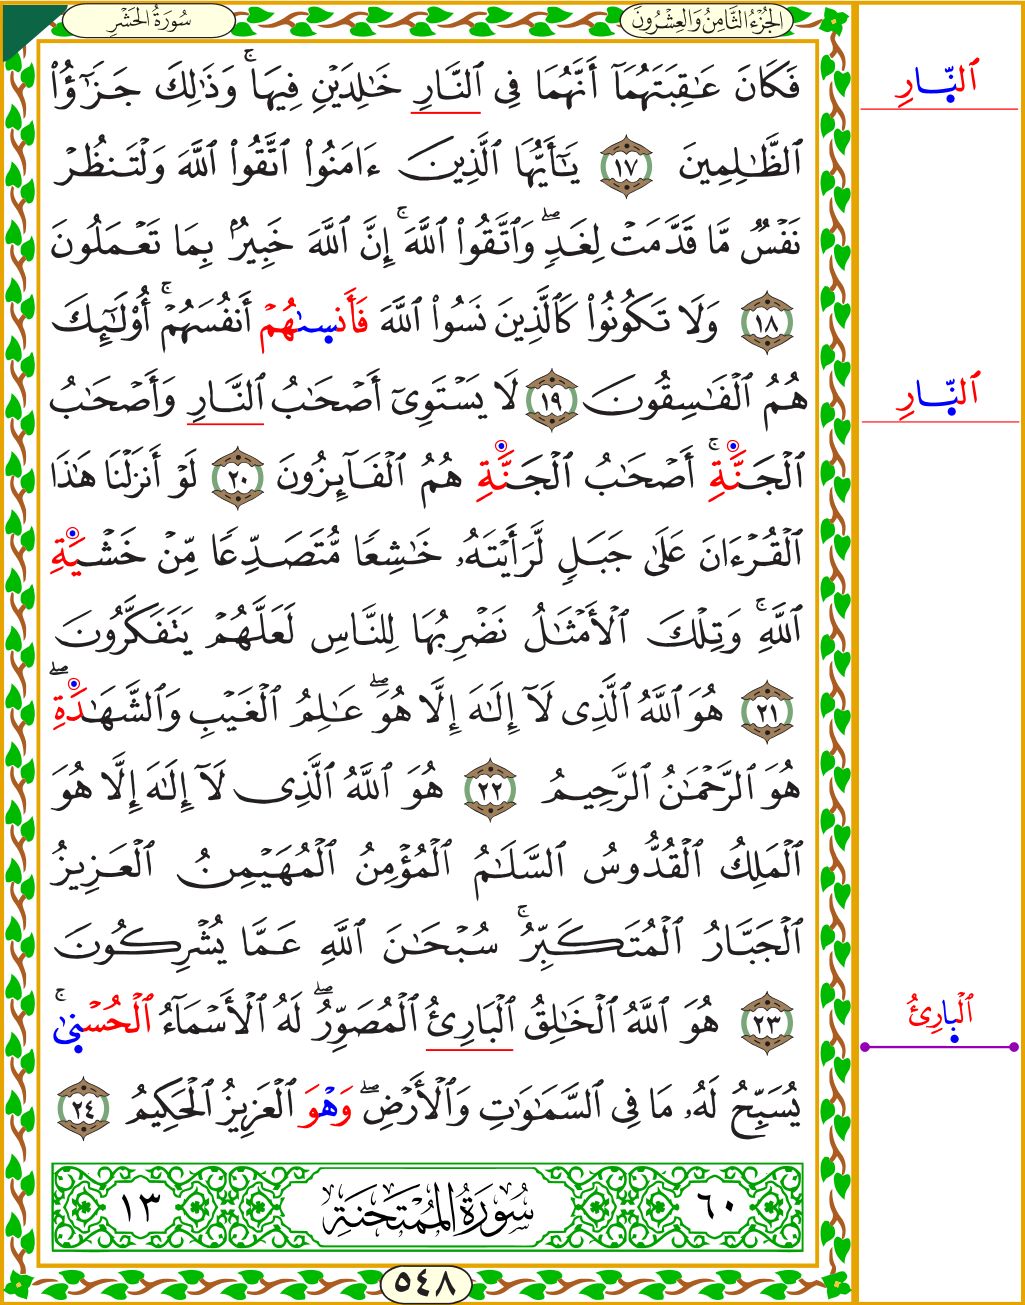 الجُزْءُ الثَّامِنُ وَالعِشْرُونَ
سُورَةُ الحَشْرِ
فَكَانَ عَٰقِبَتَهُمَآ أَنَّهُمَا فِى ٱلنَّارِ خَٰلِدَيْنِ فِيهَا ۚ وَذَٰلِكَ جَزَٰٓؤُا۟
ٱلظَّٰلِمِينَ ١٧ يَٰٓأَيُّهَا ٱلَّذِينَ ءَامَنُوا۟ ٱتَّقُوا۟ ٱللَّهَ وَلْتَنظُرْ
نَفْسٌ مَّا قَدَّمَتْ لِغَدٍ ۖ وَٱتَّقُوا۟ ٱللَّهَ ۚ إِنَّ ٱللَّهَ خَبِيرٌۢ بِمَا تَعْمَلُونَ
١٨ وَلَا تَكُونُوا۟ كَٱلَّذِينَ نَسُوا۟ ٱللَّهَ فَأَنسىٰهُمْ أَنفُسَهُمْ ۚ أُو۟لَٰٓئِكَ
هُمُ ٱلْفَٰسِقُونَ ١٩ لَا يَسْتَوِىٓ أَصْحَٰبُ ٱلنَّارِ وَأَصْحَٰبُ
ٱلْجَنَّةِ ۚ أَصْحَٰبُ ٱلْجَنَّةِ هُمُ ٱلْفَآئِزُونَ ٢٠ لَوْ أَنزَلْنَا هَٰذَا
ٱلْقُرْءَانَ عَلَىٰ جَبَلٍ لَّرَأَيْتَهُۥ خَٰشِعًا مُّتَصَدِّعًا مِّنْ خَشْيَةِ
ٱللَّهِ ۚ وَتِلْكَ ٱلْأَمْثَٰلُ نَضْرِبُهَا لِلنَّاسِ لَعَلَّهُمْ يَتَفَكَّرُونَ
٢١ هُوَ ٱللَّهُ ٱلَّذِى لَآ إِلَٰهَ إِلَّا هُوَ ۖ عَٰلِمُ ٱلْغَيْبِ وَٱلشَّهَٰدَةِ ۖ
هُوَ ٱلرَّحْمَٰنُ ٱلرَّحِيمُ ٢٢ هُوَ ٱللَّهُ ٱلَّذِى لَآ إِلَٰهَ إِلَّا هُوَ
ٱلْمَلِكُ ٱلْقُدُّوسُ ٱلسَّلَٰمُ ٱلْمُؤْمِنُ ٱلْمُهَيْمِنُ ٱلْعَزِيزُ
ٱلْجَبَّارُ ٱلْمُتَكَبِّرُ ۚ سُبْحَٰنَ ٱللَّهِ عَمَّا يُشْرِكُونَ
٢٣ هُوَ ٱللَّهُ ٱلْخَٰلِقُ ٱلْبَارِئُ ٱلْمُصَوِّرُ ۖ لَهُ ٱلْأَسْمَآءُ ٱلْحُسْنىٰ ۚ
يُسَبِّحُ لَهُۥ مَا فِى ٱلسَّمَٰوَٰتِ وَٱلْأَرْضِ ۖ وَهْوَ ٱلْعَزِيزُ ٱلْحَكِيمُ ٢٤
٦٠ سُورَةُ المُمْتَحنَةِ ١٣
٥٤٨
ٱلنّارِ
ٱلنّارِ
ٱلْبارِئُ